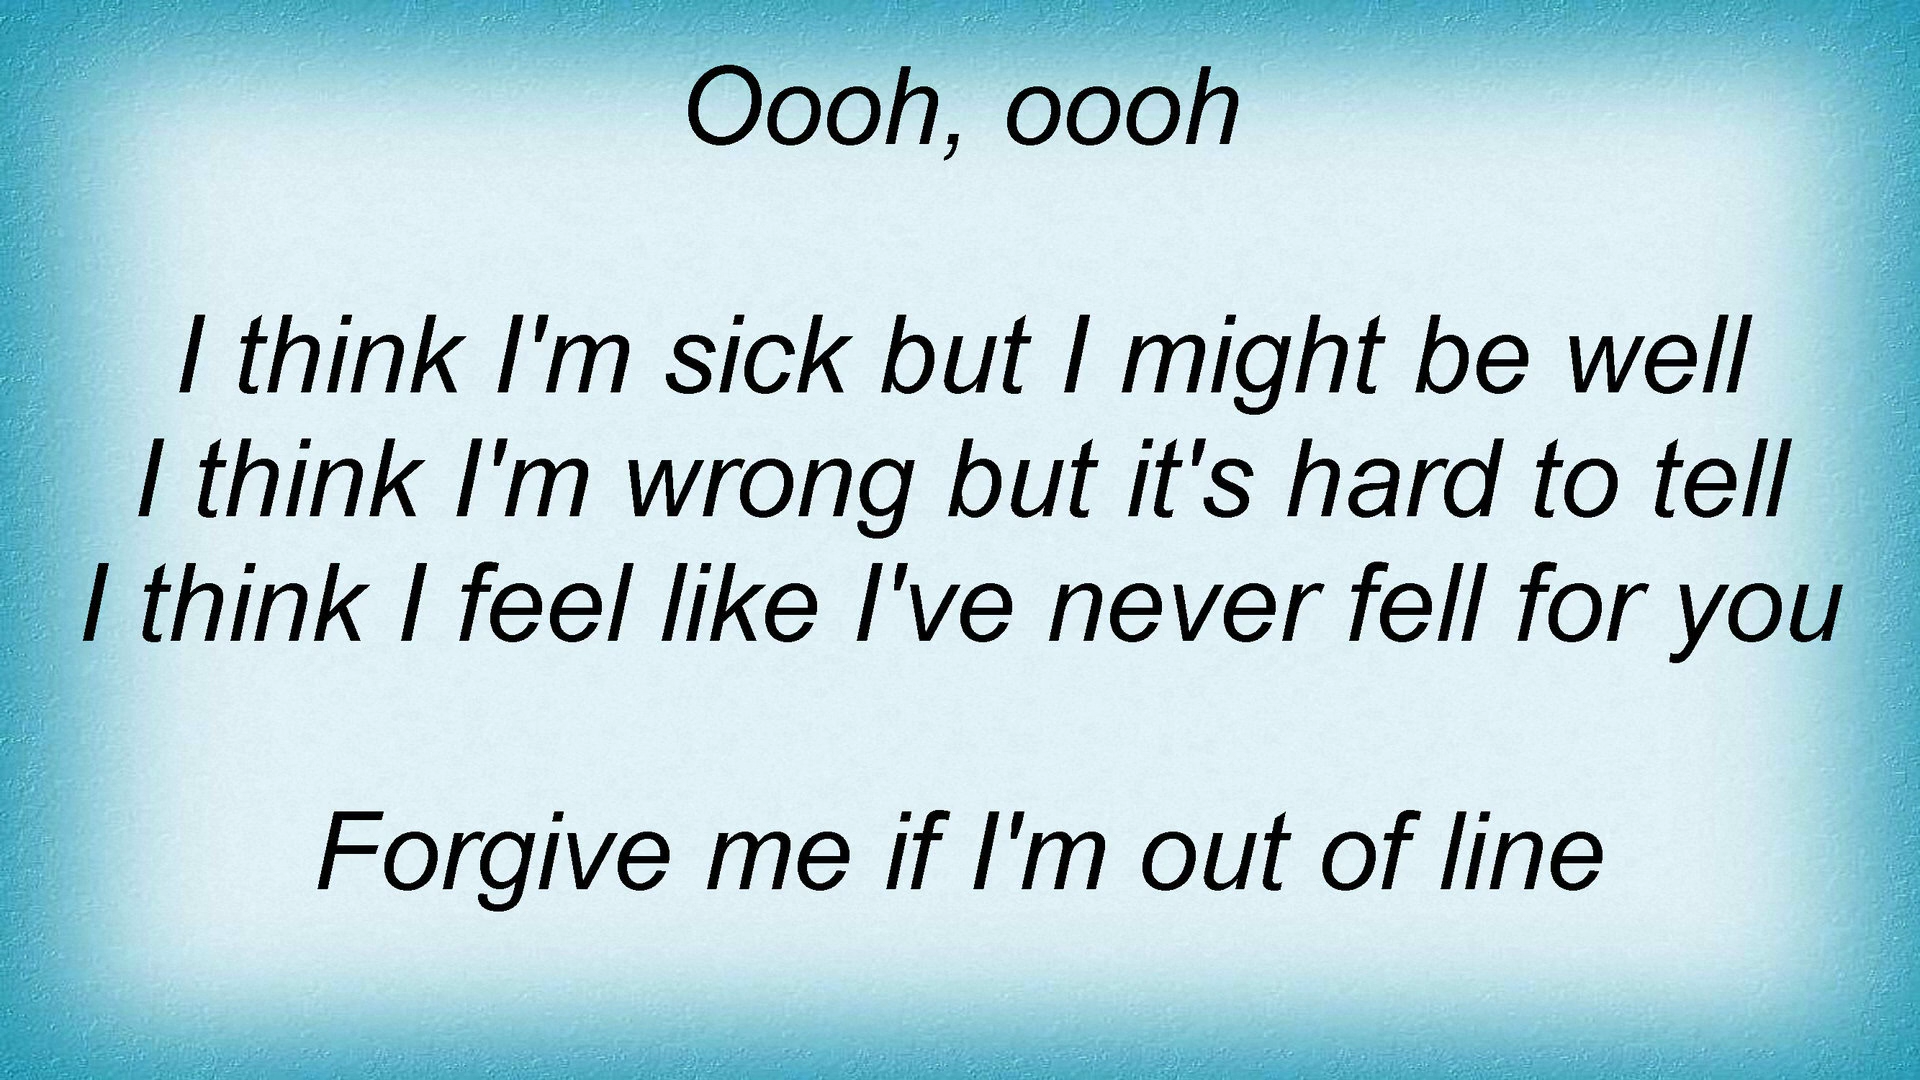 Oooh, oooh
I think I'm sick but I might be well
I think I'm wrong but it's hard to tell
I think I feel like I've never fell for you
Forgive me if I'm out of line